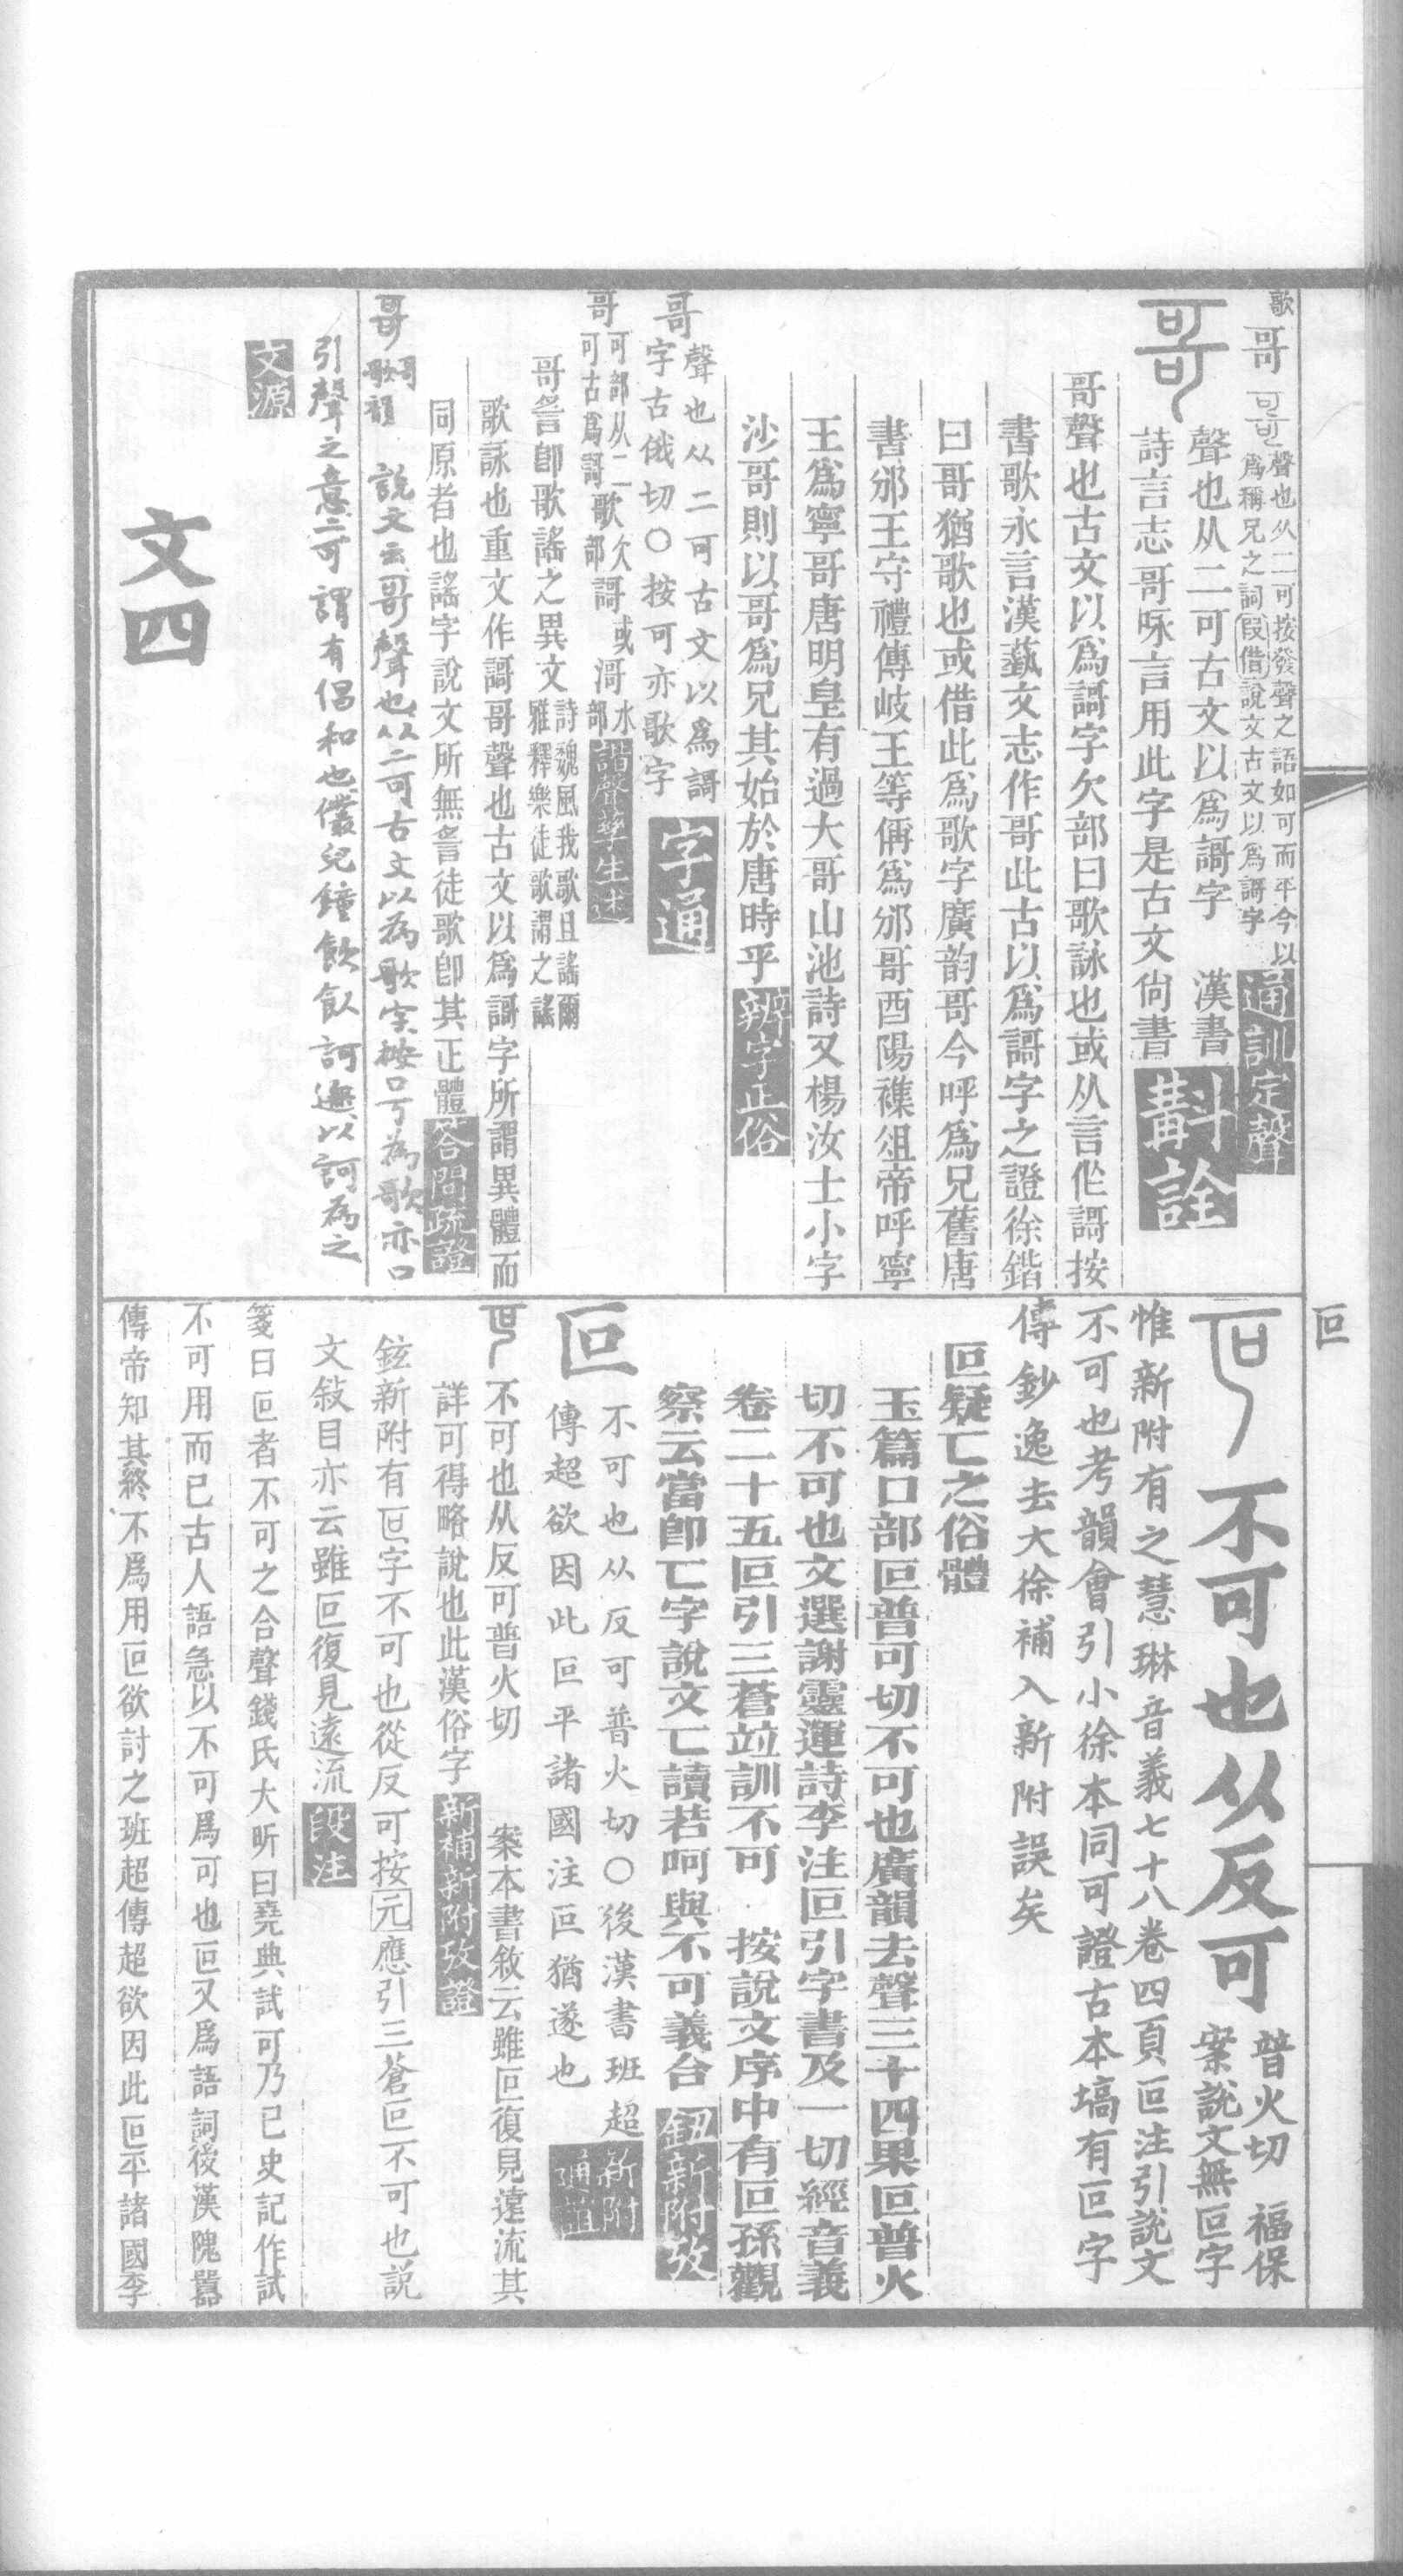 歌
哥 聲也从二可按發聲之語如可而平今以
爲稱兄之詞假借說文古文以爲謌字 通訓定聲
聲也从二可古文以爲謌字 漢書
詩言志哥咏言用此字是古文尙書 斠詮
哥聲也古文以爲謌字欠部曰歌詠也或从言作謌按
書歌永言漢蓺文志作哥此古以爲謌字之證徐鍇
曰哥猶歌也或借此爲歌字廣韵哥今呼爲兄舊唐
書邠王守禮傳岐王等偁爲邠哥酉陽襍俎帝呼寧
王爲寧哥唐明皇有過大哥山池詩又楊汝士小字
沙哥則以哥爲兄其始於唐時乎 辨字正俗
哥 聲也从二可古文以爲謌
字古俄切○按可亦歌字 字通
哥 可部从二可古爲謌 歌欠部 謌或 滒水部 諧聲孳生述
哥䚻卽歌謠之異文 詩魏風我歌且謠爾
雅釋樂徒歌謂之謠
歌詠也重文作謌哥聲也古文以爲謌字所謂異體而
同原者也謠字說文所無䚻徒歌卽其正體 答問疏證
哥 哥歌韻 說文云哥聲也从二可古文以為歌字按口丂為歌亦口
引聲之意二可謂有倡和也儀兒鐘飲飤訶遱以訶為之
文源
文四
叵
不可也从反可 普火切 福保
案說文無叵字
惟新附有之慧琳音義七十八卷四頁叵注引說文
不可也考韻會引小徐本同可證古本塙有叵字
傳鈔逸去大徐補入新附誤矣
叵疑亡之俗體
玉篇口部叵普可切不可也廣韻去聲三十四果叵普火
切不可也文選謝靈運詩李注叵引字書及一切經音義
卷二十五叵引三蒼竝訓不可 按說文序中有叵孫觀
察云當卽亡字說文亡讀若呵與不可義合 鈕新附攷
叵 不可也从反可普火切○後漢書班超
傳超欲因此叵平諸國注叵猶遂也 新附通誼
不可也从反可普火切 案本書敘云雖叵復見遠流其
詳可得略說也此漢俗字 新補新附攷證
鉉新附有叵字不可也從反可按元應引三蒼叵不可也説
文敍目亦云雖叵復見遠流 段注
箋曰叵者不可之合聲錢氏大昕曰堯典試可乃已史記作試
不可用而已古人語急以不可爲可也叵又爲語詞後漢隗囂
傳帝知其終不爲用叵欲討之班超傳超欲因此叵平諸國李